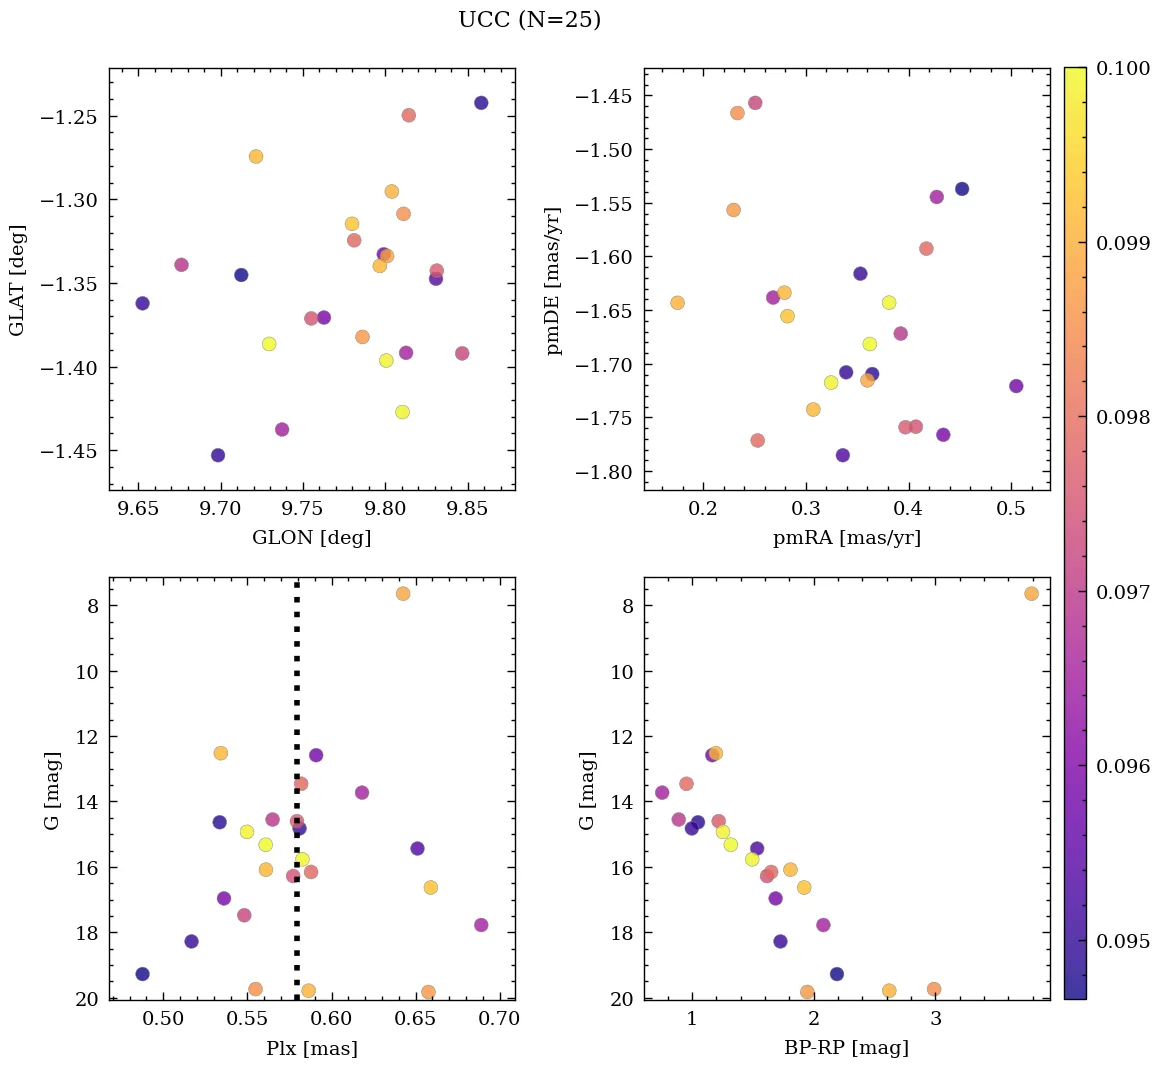 UCC (N=25)
−1.25
−1.30
−1.35
−1.40
−1.45
GLAT [deg]
9.65 9.70 9.75 9.80 9.85
GLON [deg]
−1.45
−1.50
−1.55
−1.60
−1.65
−1.70
−1.75
−1.80
pmDE [mas/yr]
0.2 0.3 0.4 0.5
pmRA [mas/yr]
8
10
12
14
16
18
20
G [mag]
0.50 0.55 0.60 0.65 0.70
Plx [mas]
8
10
12
14
16
18
20
G [mag]
1 2 3
BP-RP [mag]
0.100
0.099
0.098
0.097
0.096
0.095